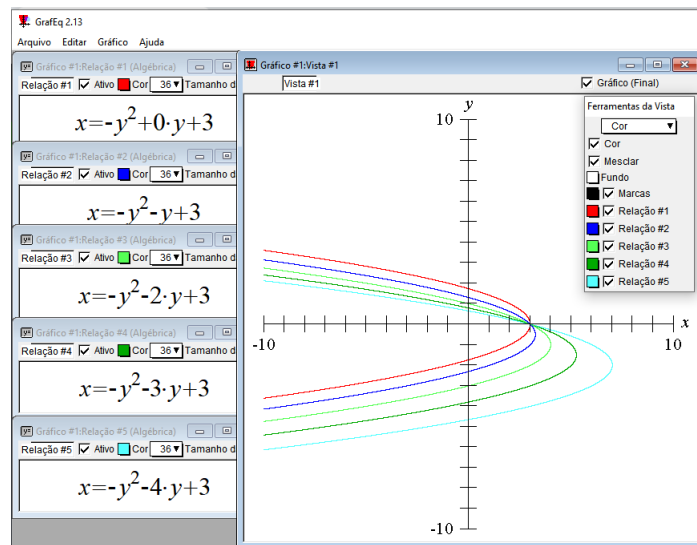 GrafEq 2.13
Arquivo Editar Gráfico Ajuda
Gráfico #1:Relação #1 (Algébrica)
Relação #1 Ativo Cor 36 Tamanho d
x=-y²+0·y+3
Gráfico #1:Relação #2 (Algébrica)
Relação #2 Ativo Cor 36 Tamanho d
x=-y²-y+3
Gráfico #1:Relação #3 (Algébrica)
Relação #3 Ativo Cor 36 Tamanho d
x=-y²-2·y+3
Gráfico #1:Relação #4 (Algébrica)
Relação #4 Ativo Cor 36 Tamanho d
x=-y²-3·y+3
Gráfico #1:Relação #5 (Algébrica)
Relação #5 Ativo Cor 36 Tamanho d
x=-y²-4·y+3
Gráfico #1:Vista #1
Vista #1 Gráfico (Final)
y
10
x
-10
10
-10
Ferramentas da Vista
Cor
Cor
Mesclar
Fundo
Marcas
Relação #1
Relação #2
Relação #3
Relação #4
Relação #5